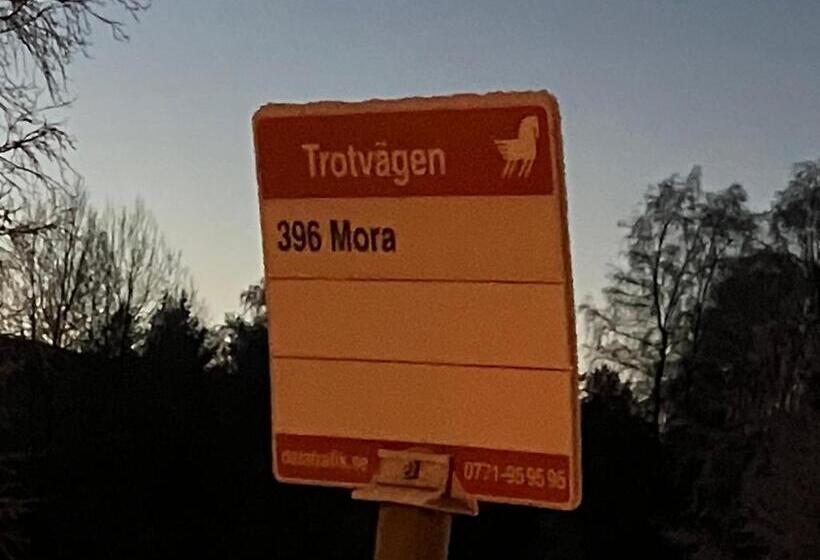 Trotvägen
396 Mora
dalatrafik.se
0771-95 95 95